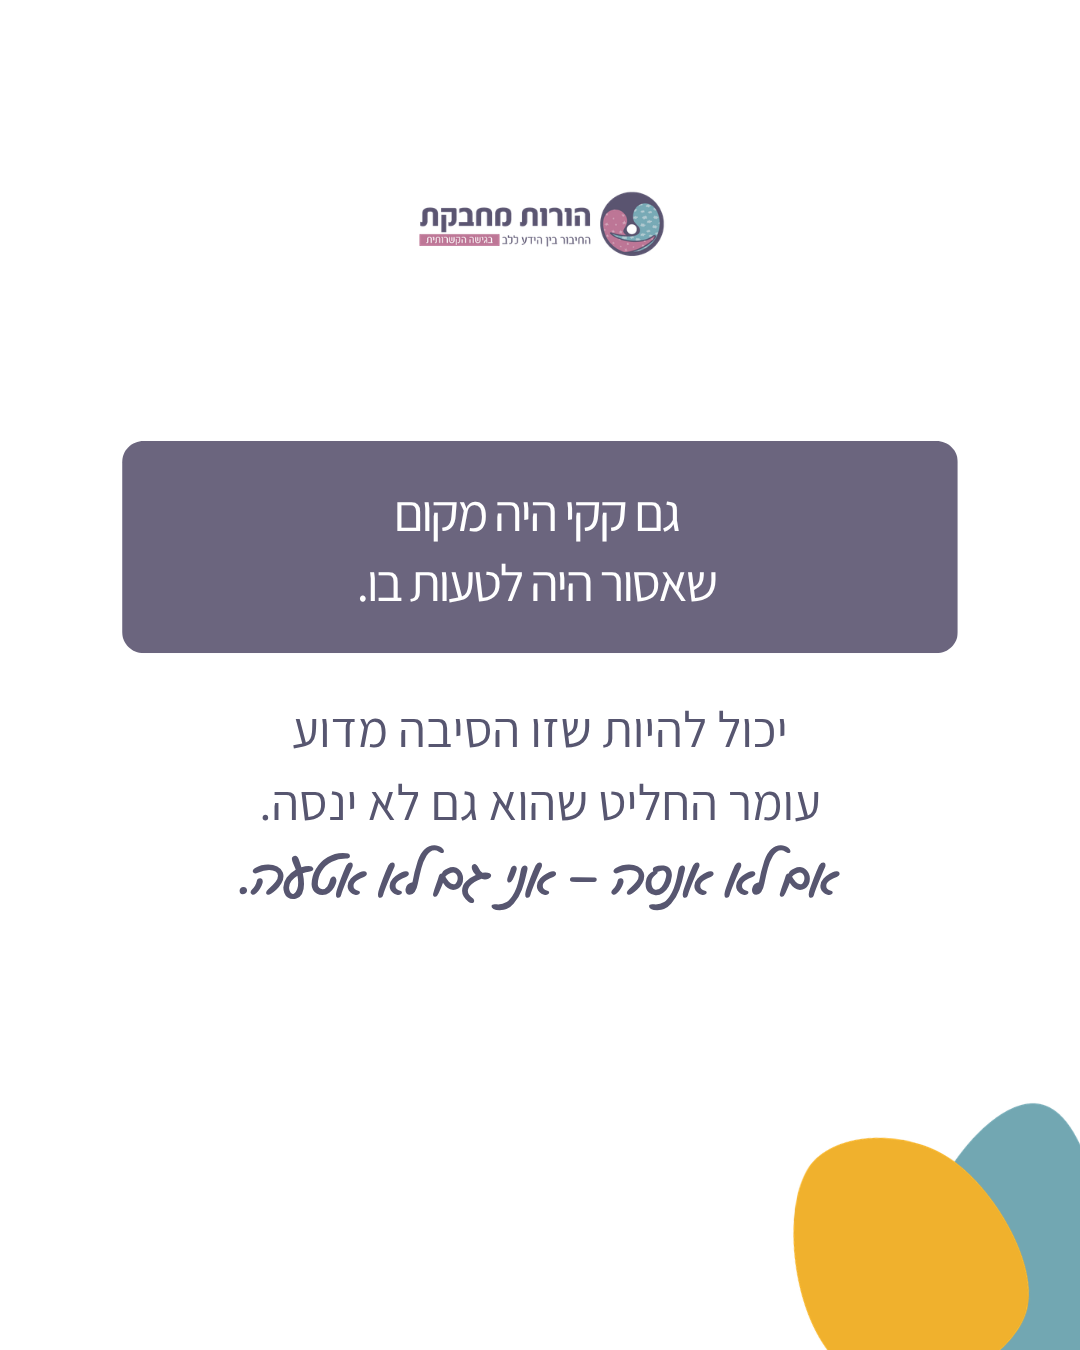 הורות מחבקת
החיבור בין הידע ללב בגישה הקשרותית
גם קקי היה מקום
שאסור היה לטעות בו.
יכול להיות שזו הסיבה מדוע
עומר החליט שהוא גם לא ינסה.
אם לא אנסה – אני גם לא אטעה.